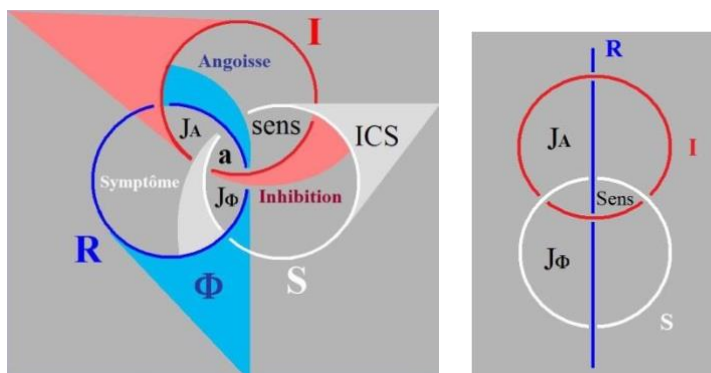 I
Angoisse
JA
sens
ICS
a
Symptôme
JΦ
Inhibition
R
Φ
S
R
JA
I
Sens
JΦ
S